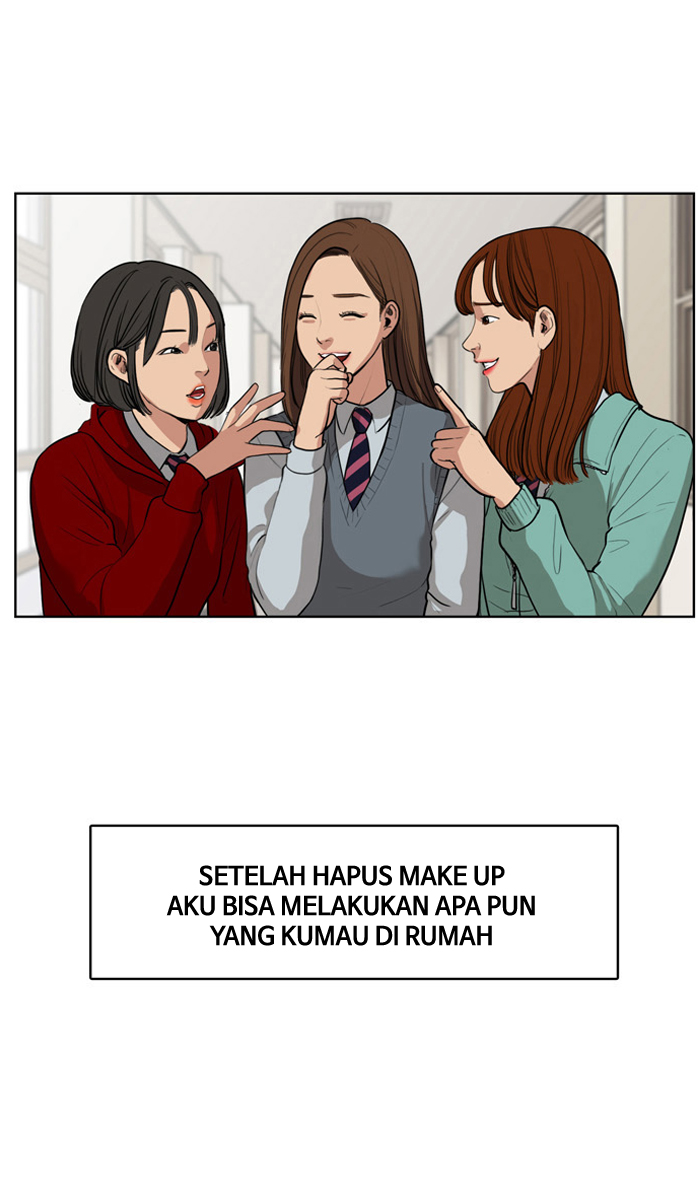 SETELAH HAPUS MAKE UP
AKU BISA MELAKUKAN APA PUN
YANG KUMAU DI RUMAH